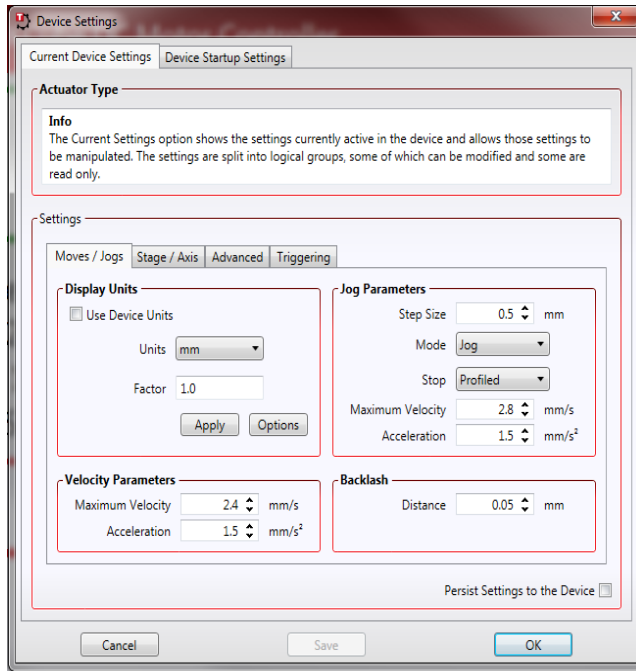 Device Settings
Current Device Settings
Device Startup Settings
Actuator Type
Info
The Current Settings option shows the settings currently active in the device and allows those settings to
be manipulated. The settings are split into logical groups, some of which can be modified and some are
read only.
Settings
Moves / Jogs
Stage / Axis
Advanced
Triggering
Display Units
Use Device Units
Units mm
Factor 1.0
Apply
Options
Jog Parameters
Step Size 0.5 mm
Mode Jog
Stop Profiled
Maximum Velocity 2.8 mm/s
Acceleration 1.5 mm/s²
Velocity Parameters
Maximum Velocity 2.4 mm/s
Acceleration 1.5 mm/s²
Backlash
Distance 0.05 mm
Persist Settings to the Device
Cancel
Save
OK